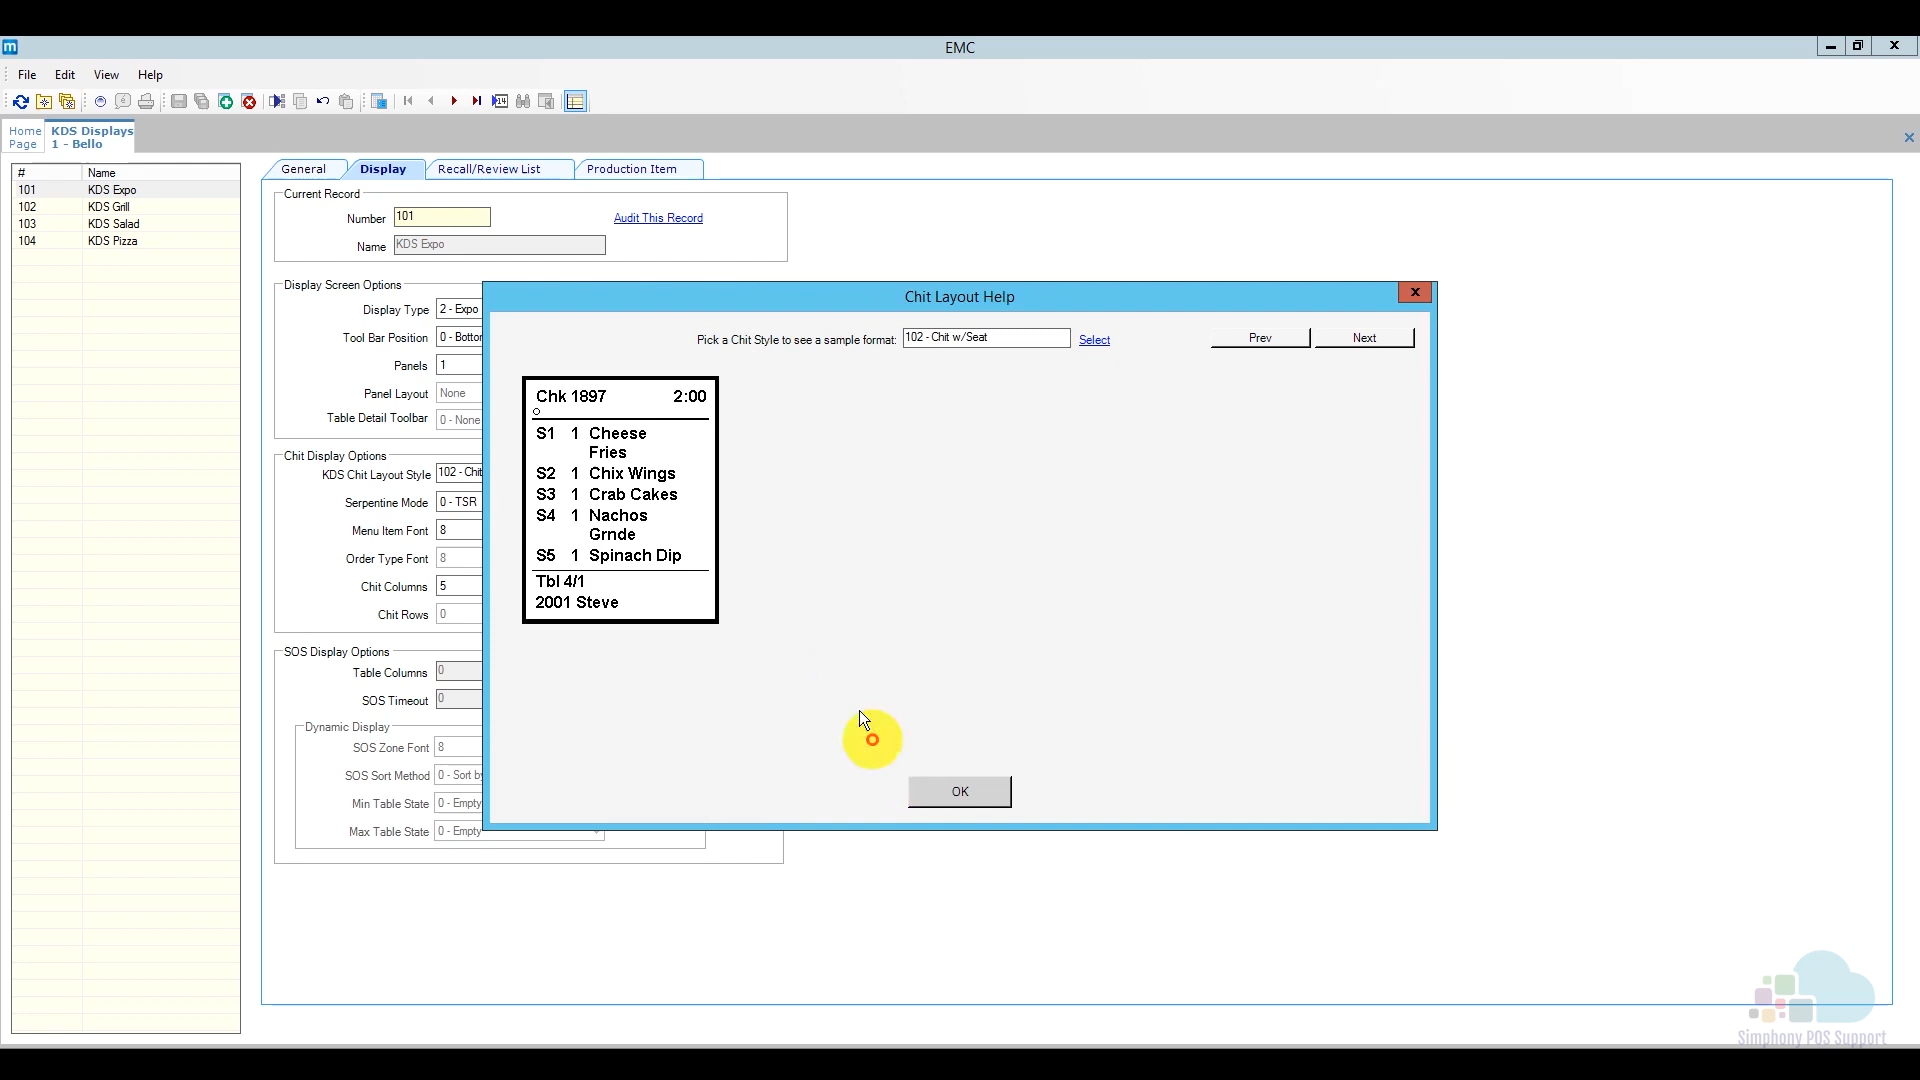 EMC
File Edit View Help
Home Page
KDS Displays
1 - Bello
# Name
101 KDS Expo
102 KDS Grill
103 KDS Salad
104 KDS Pizza
General Display Recall/Review List Production Item
Current Record
Number 101 Audit This Record
Name KDS Expo
Display Screen Options
Display Type 2 - Expo
Tool Bar Position 0 - Bottor
Panels 1
Panel Layout None
Table Detail Toolbar 0 - None
Chit Display Options
KDS Chit Layout Style 102 - Chit
Serpentine Mode 0 - TSR
Menu Item Font 8
Order Type Font 8
Chit Columns 5
Chit Rows 0
SOS Display Options
Table Columns 0
SOS Timeout 0
Dynamic Display
SOS Zone Font 8
SOS Sort Method 0 - Sort by
Min Table State 0 - Empty
Max Table State 0 - Empty
Chit Layout Help
Pick a Chit Style to see a sample format: 102 - Chit w/Seat Select Prev Next
Chk 1897 2:00
S1 1 Cheese
Fries
S2 1 Chix Wings
S3 1 Crab Cakes
S4 1 Nachos
Grnde
S5 1 Spinach Dip
Tbl 4/1
2001 Steve
OK
Simphony POS Support